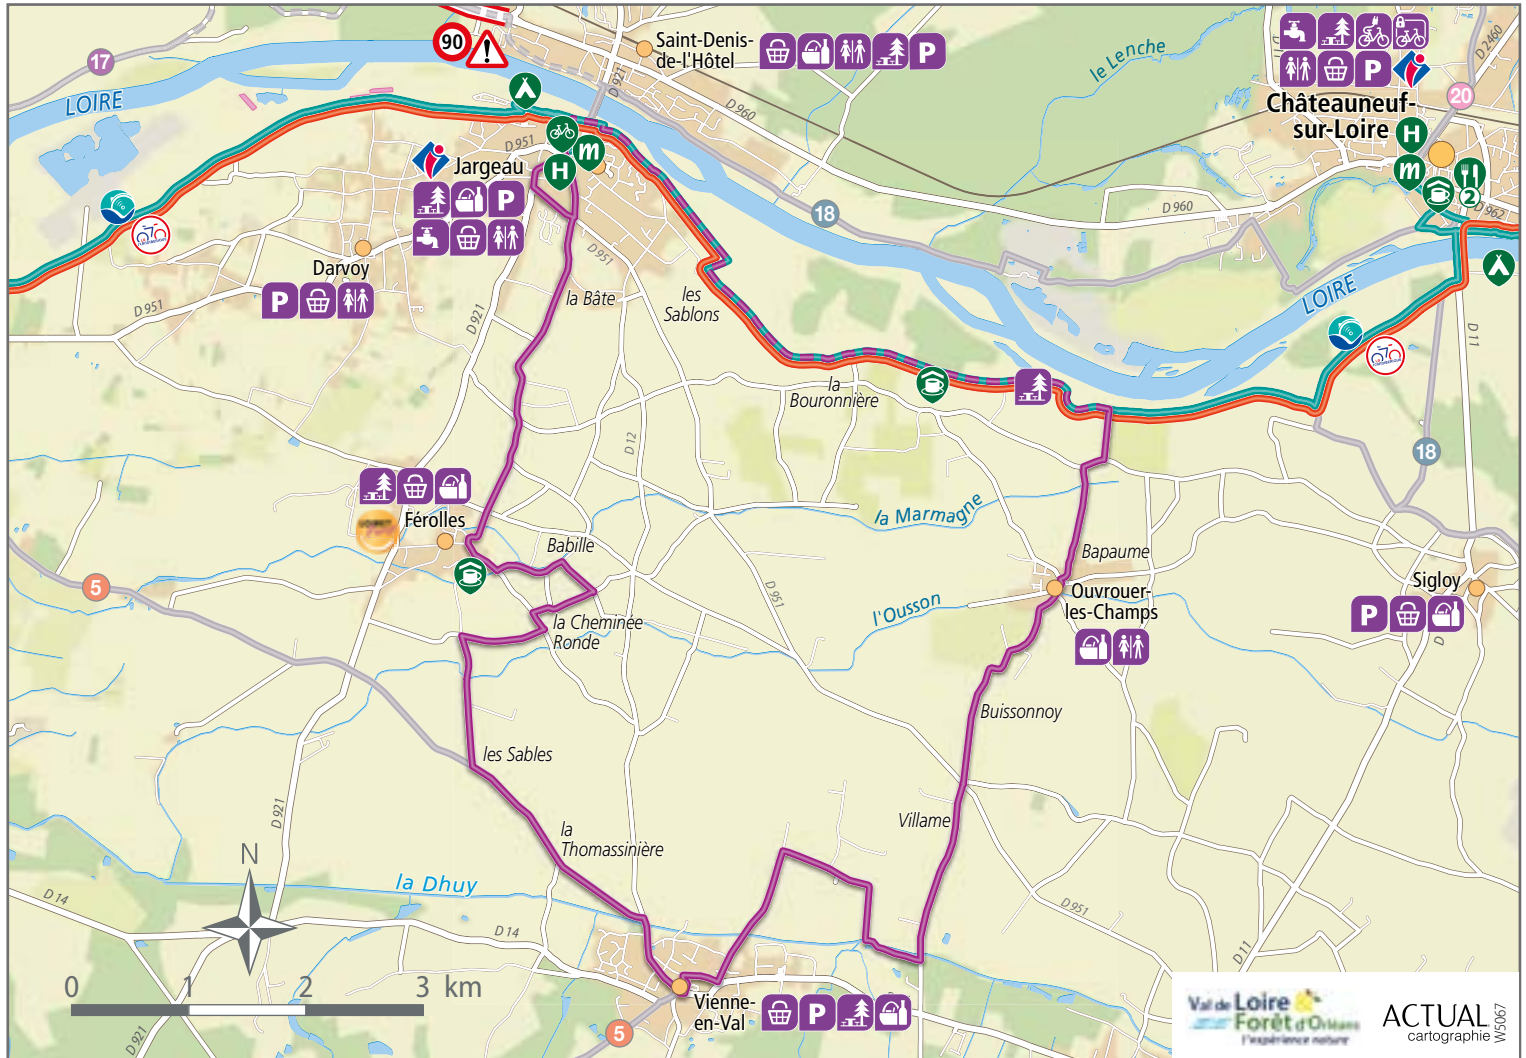 90
!
Saint-Denis-
de-l'Hôtel
P
17
LOIRE
D 921
D 960
le Lenche
D 2460
P
20
Châteauneuf-
sur-Loire
H
m
2
D 962
D 951
m
H
Jargeau
P
18
D 960
D 951
Darvoy
P
D 951
D 921
la Bâte
les
Sablons
LOIRE
D 11
la
Bouronnière
D 12
18
la Marmagne
Férolles
Babille
Bapaume
5
D 951
l'Ousson
Ouvrouer-
les-Champs
Sigloy
P
D
la Cheminée
Ronde
Buissonnoy
les Sables
D 921
Villame
la
Thomassinière
N
la Dhuy
D 14
D 14
D 951
D 11
0 1 2 3 km
D 921
Vienne-
en-Val
P
5
Val de Loire
Forêt d'Orléans
l'expérience nature
ACTUAL
cartographie
W5067